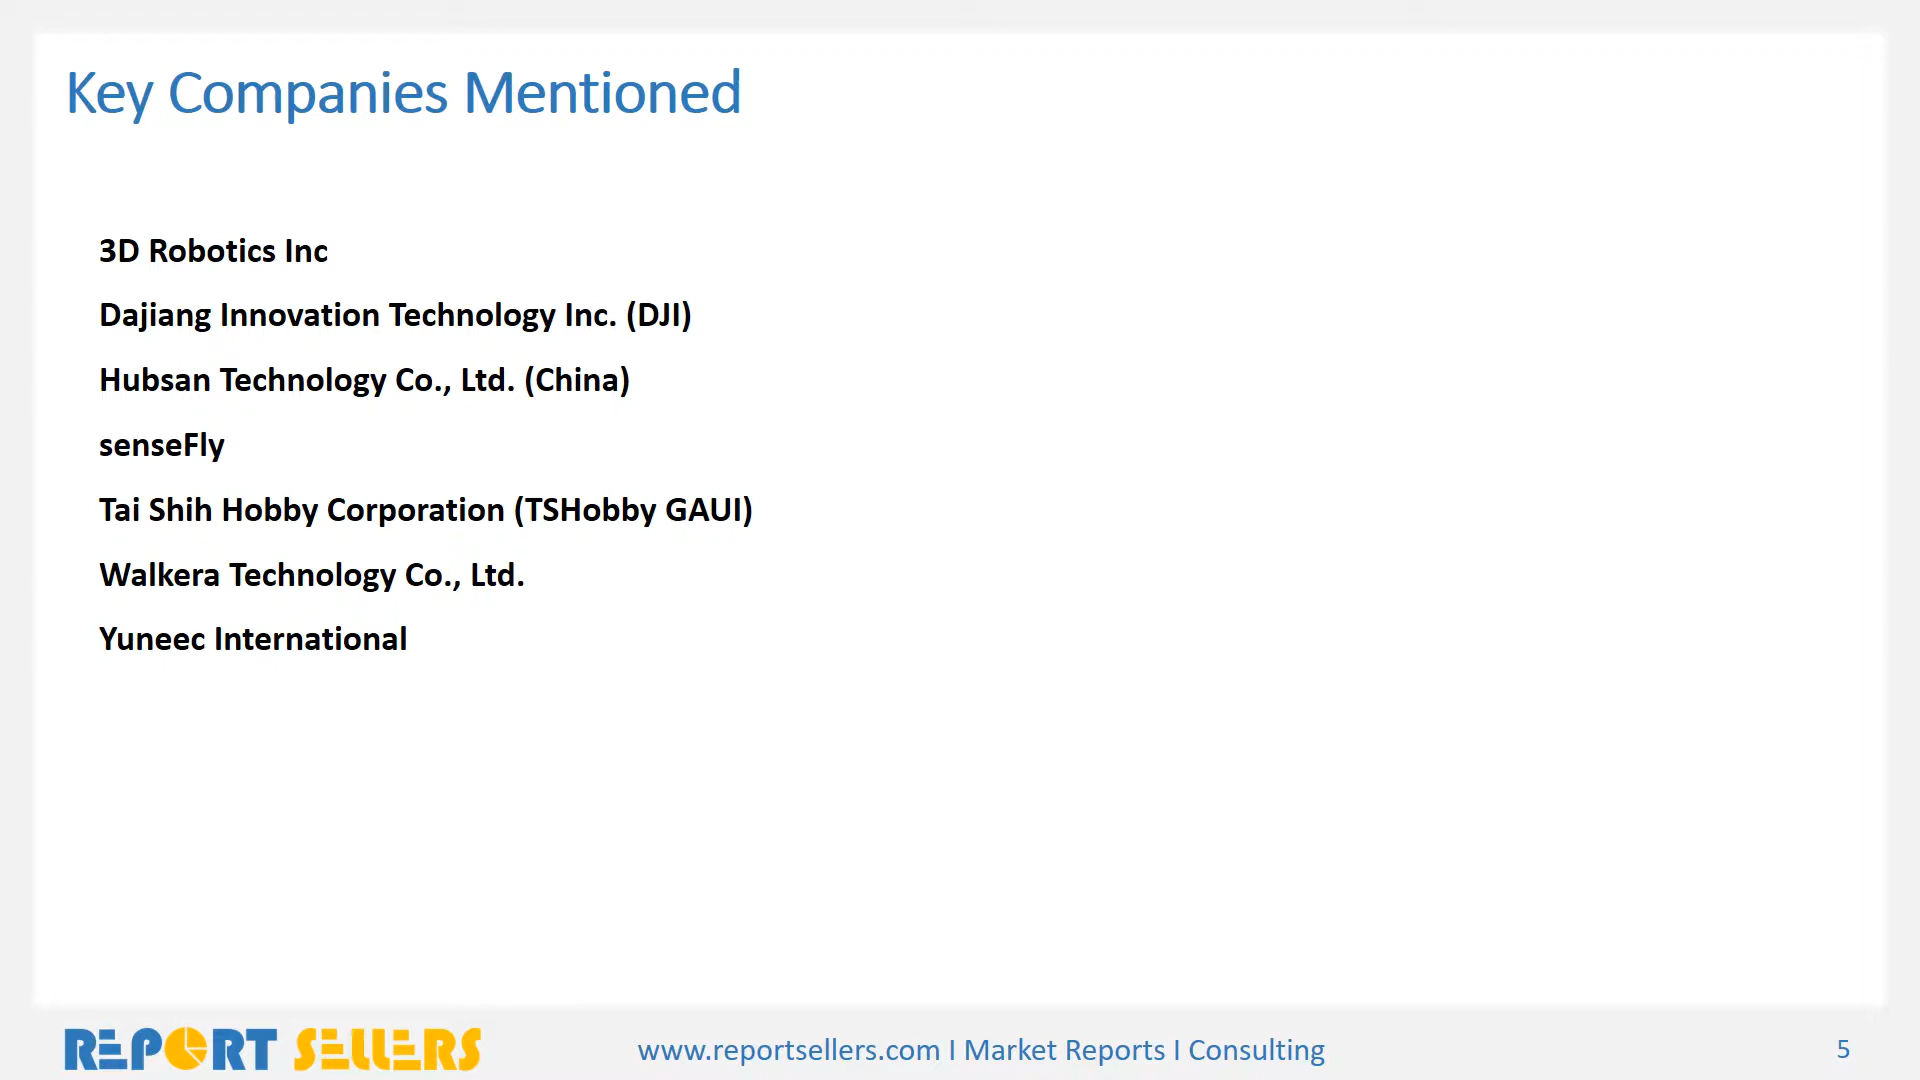 Key Companies Mentioned
3D Robotics Inc
Dajiang Innovation Technology Inc. (DJI)
Hubsan Technology Co., Ltd. (China)
senseFly
Tai Shih Hobby Corporation (TSHobby GAUI)
Walkera Technology Co., Ltd.
Yuneec International
REPORT SELLERS
www.reportsellers.com I Market Reports I Consulting
5